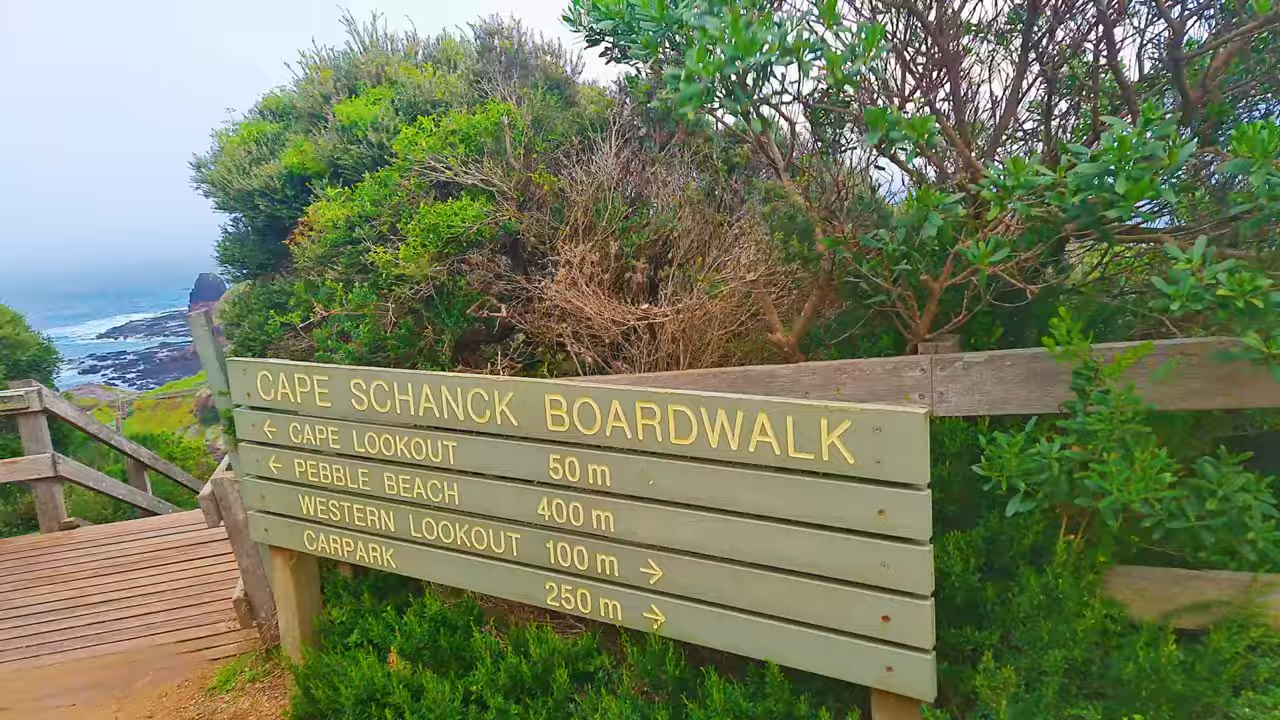 CAPE SCHANCK BOARDWALK
← CAPE LOOKOUT 50 m
← PEBBLE BEACH 400 m
WESTERN LOOKOUT 100 m →
CARPARK 250 m →